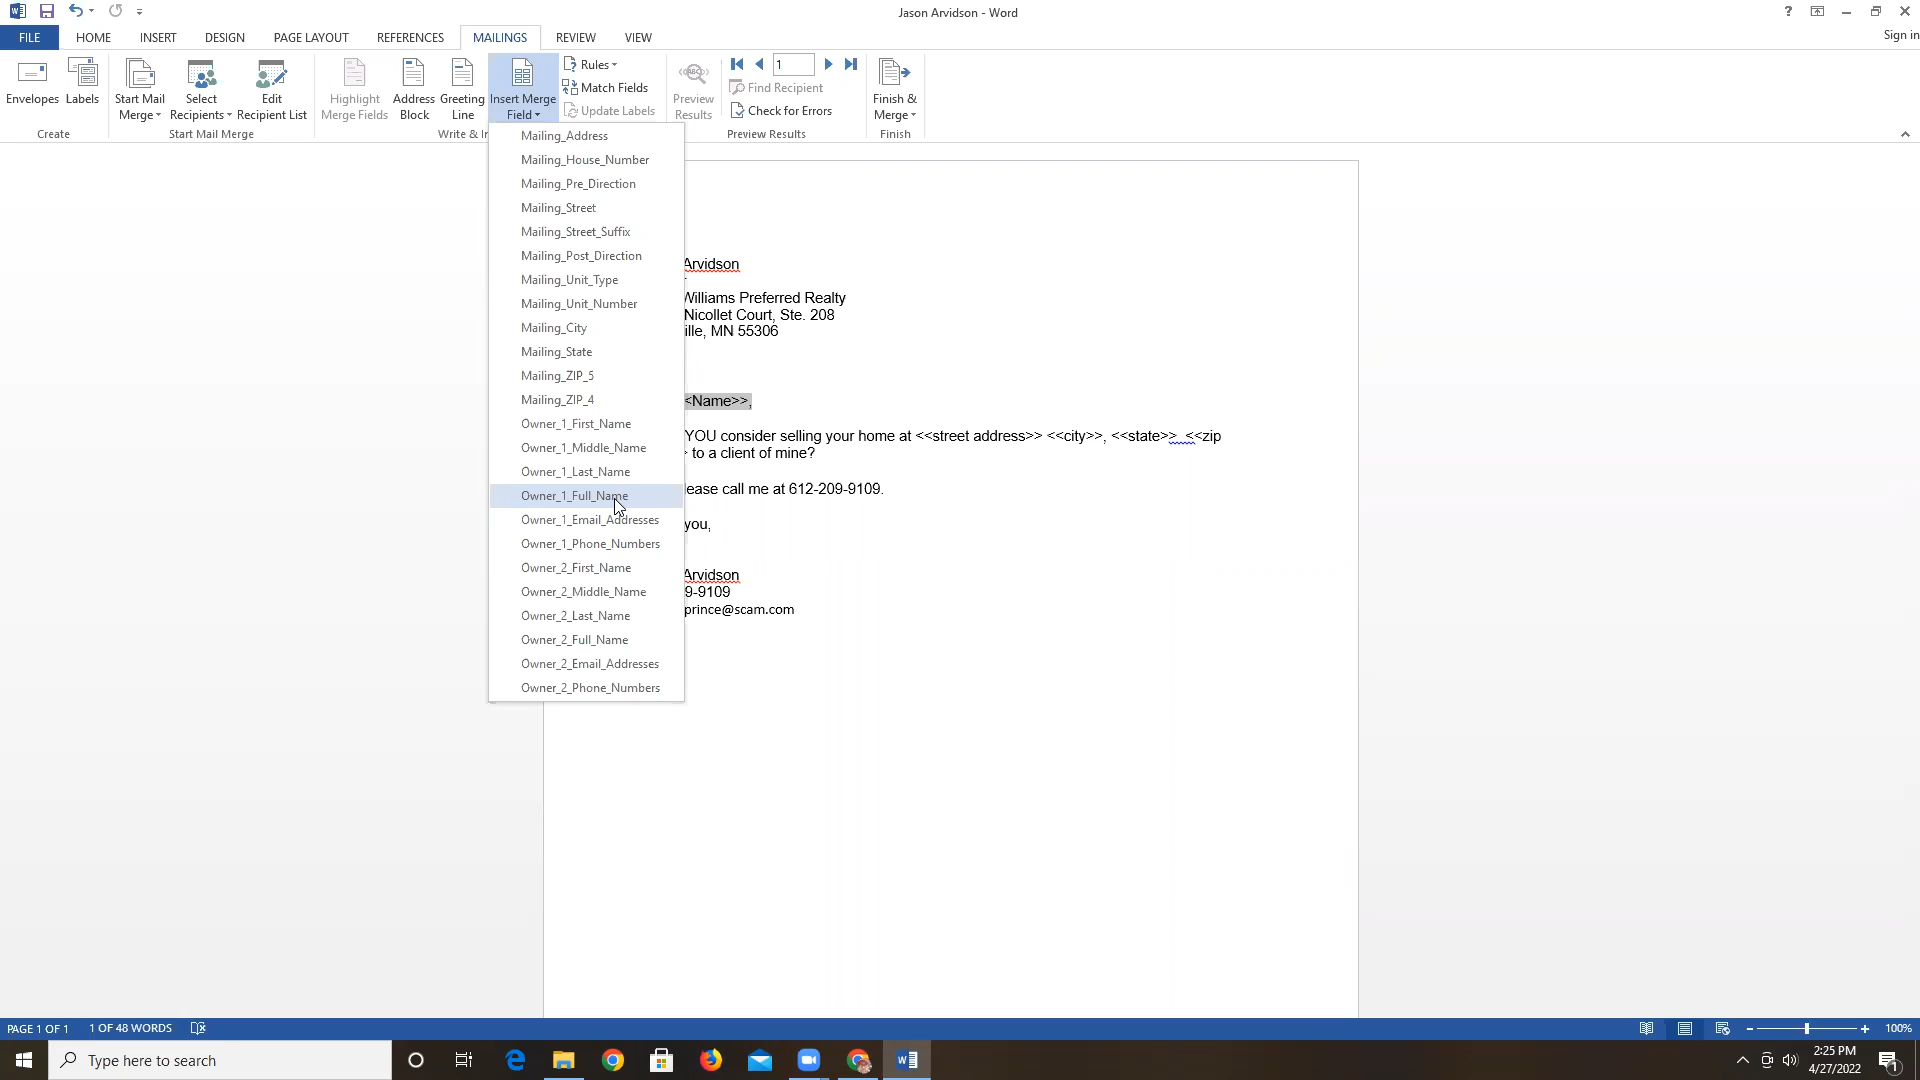 Jason Arvidson - Word
Sign in
FILE
HOME
INSERT
DESIGN
PAGE LAYOUT
REFERENCES
MAILINGS
REVIEW
VIEW
Envelopes
Labels
Create
Start Mail
Merge
Select
Recipients
Edit
Recipient List
Start Mail Merge
Highlight
Merge Fields
Address
Block
Greeting
Line
Insert Merge
Field
Write & In
Rules
Match Fields
Update Labels
Preview
Results
1
Find Recipient
Check for Errors
Preview Results
Finish &
Merge
Finish
Mailing_Address
Mailing_House_Number
Mailing_Pre_Direction
Mailing_Street
Mailing_Street_Suffix
Mailing_Post_Direction
Mailing_Unit_Type
Mailing_Unit_Number
Mailing_City
Mailing_State
Mailing_ZIP_5
Mailing_ZIP_4
Owner_1_First_Name
Owner_1_Middle_Name
Owner_1_Last_Name
Owner_1_Full_Name
Owner_1_Email_Addresses
Owner_1_Phone_Numbers
Owner_2_First_Name
Owner_2_Middle_Name
Owner_2_Last_Name
Owner_2_Full_Name
Owner_2_Email_Addresses
Owner_2_Phone_Numbers
Arvidson
Williams Preferred Realty
Nicollet Court, Ste. 208
ille, MN 55306
<Name>>,
YOU consider selling your home at <<street address>> <<city>>, <<state>> <<zip
> to a client of mine?
lease call me at 612-209-9109.
you,
Arvidson
9-9109
prince@scam.com
PAGE 1 OF 1
1 OF 48 WORDS
100%
Type here to search
2:25 PM
4/27/2022
1